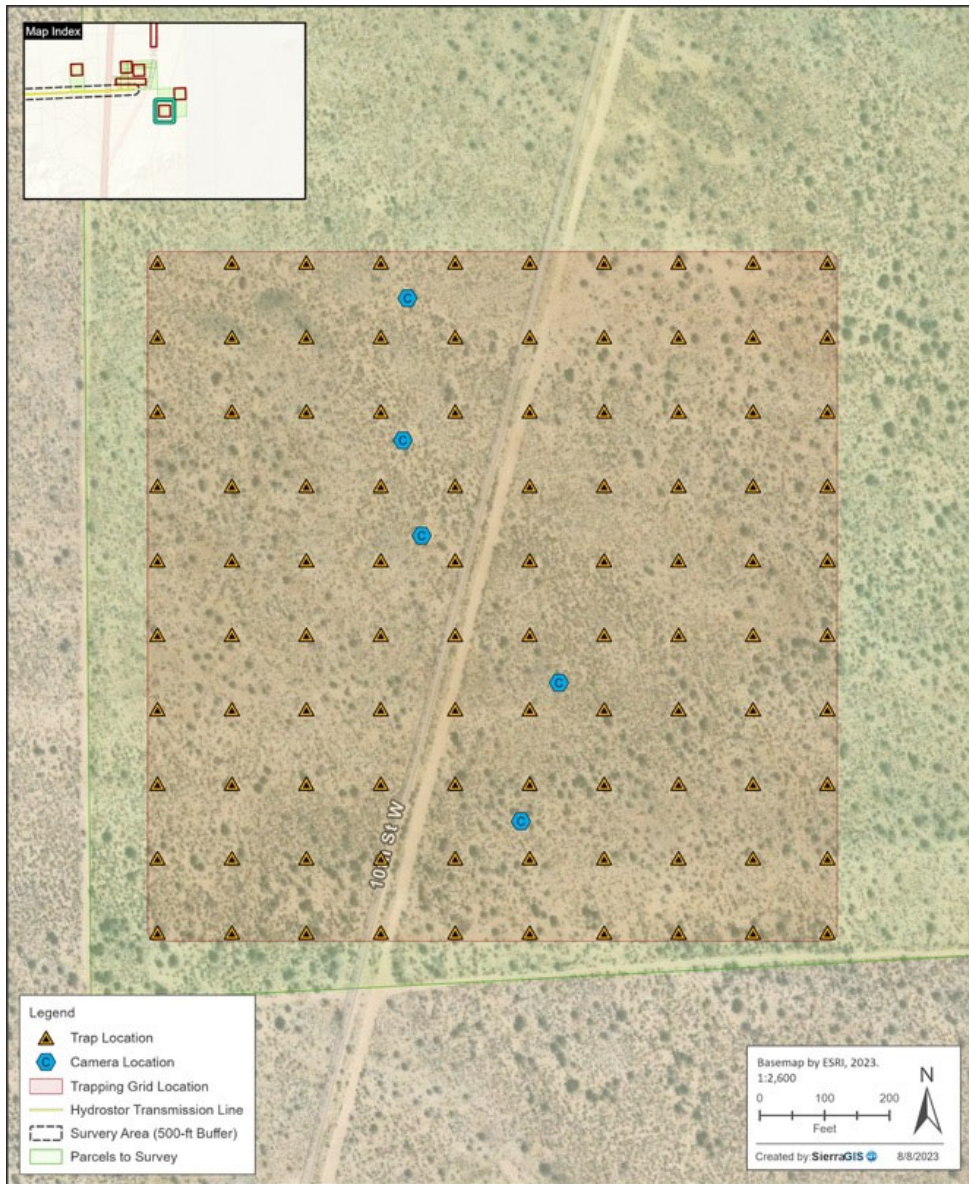 Map Index
10th St W
Legend
Trap Location
Camera Location
Trapping Grid Location
Hydrostor Transmission Line
Survery Area (500-ft Buffer)
Parcels to Survey
Basemap by ESRI, 2023.
1:2,600
N
0 100 200
Feet
Created by: SierraGIS 8/8/2023